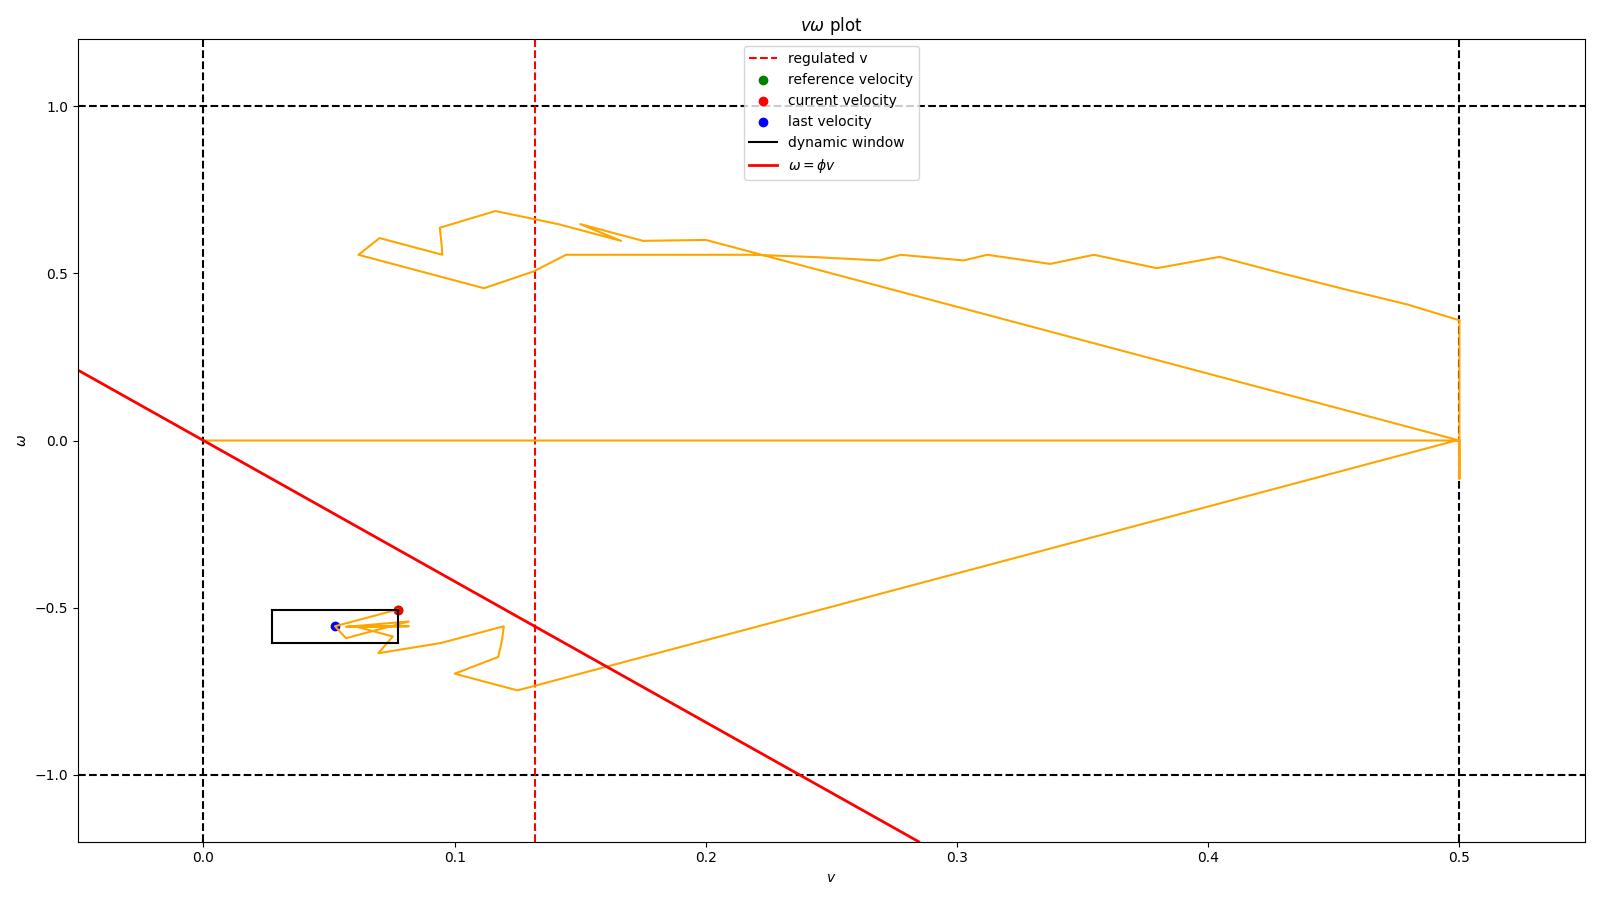 vω plot
regulated v
reference velocity
current velocity
last velocity
dynamic window
ω = ϕv
1.0
0.5
0.0
−0.5
−1.0
ω
0.0 0.1 0.2 0.3 0.4 0.5
v